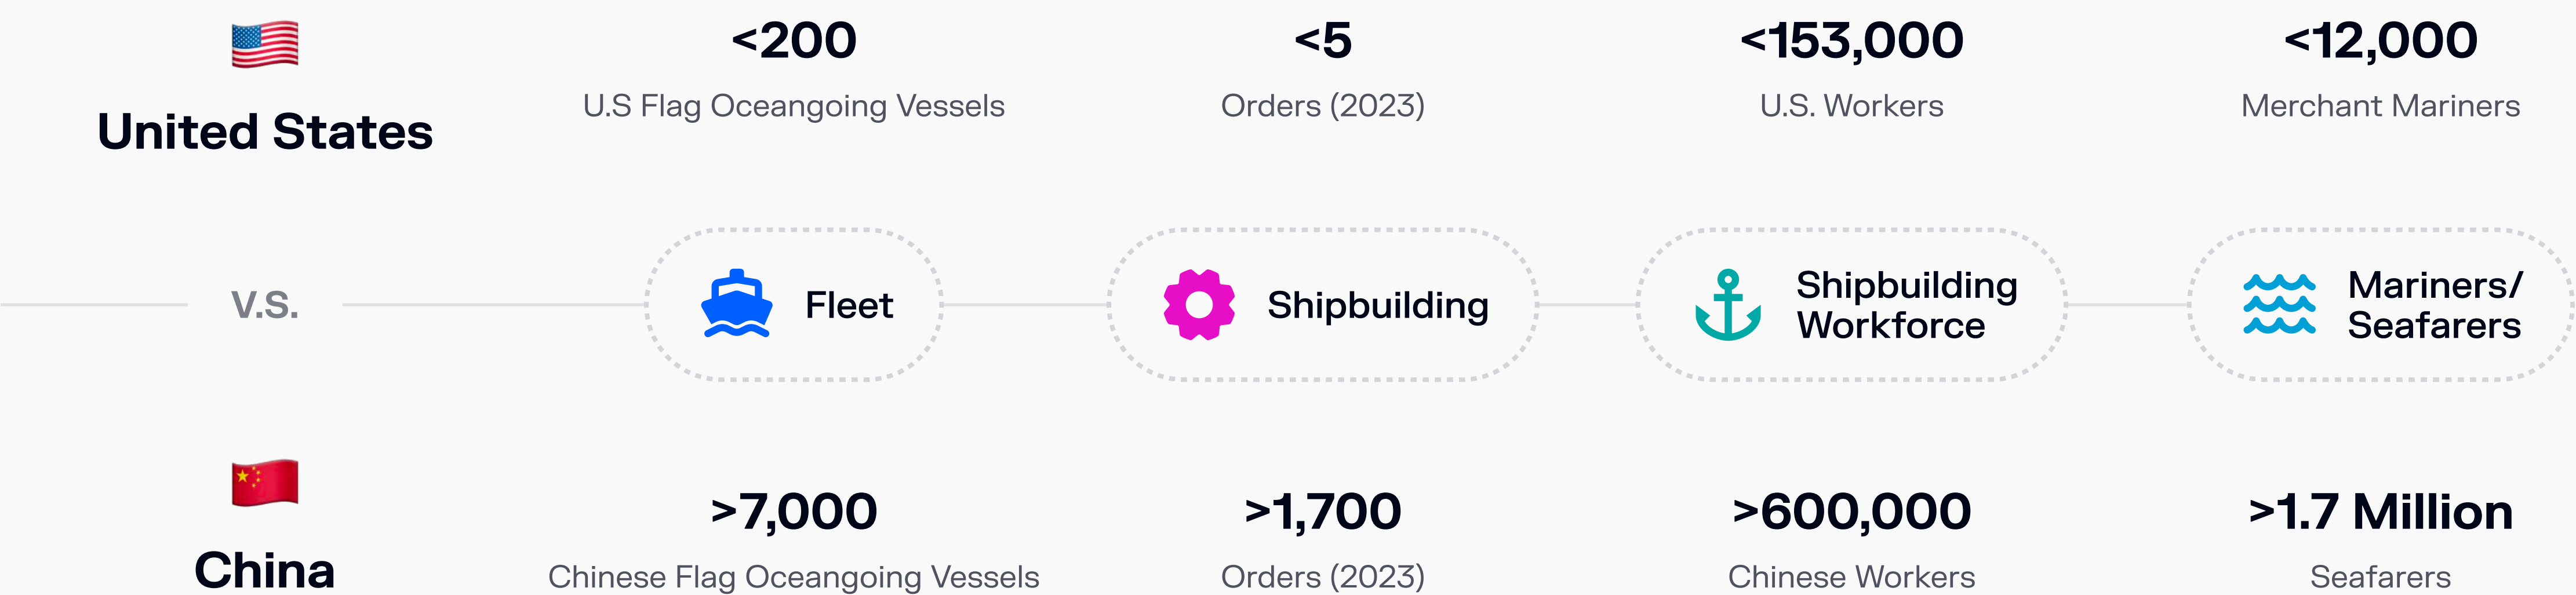 United States
<200
U.S Flag Oceangoing Vessels
<5
Orders (2023)
<153,000
U.S. Workers
<12,000
Merchant Mariners
V.S.
Fleet
Shipbuilding
Shipbuilding
Workforce
Mariners/
Seafarers
China
>7,000
Chinese Flag Oceangoing Vessels
>1,700
Orders (2023)
>600,000
Chinese Workers
>1.7 Million
Seafarers